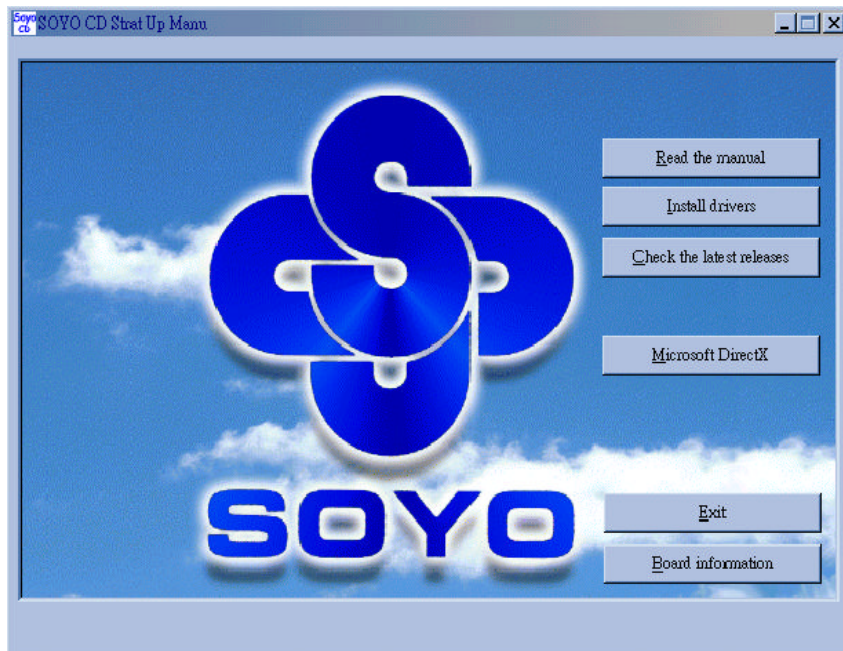 Soyo CD SOYO CD Strat Up Manu
Read the manual
Install drivers
Check the latest releases
Microsoft DirectX
SOYO
Exit
Board information